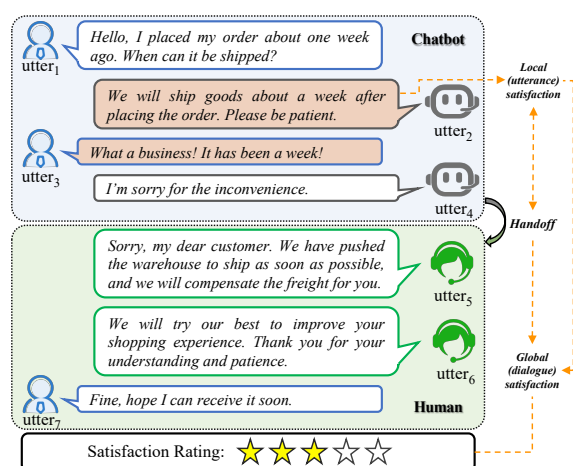 Hello, I placed my order about one week
ago. When can it be shipped?
Chatbot
utter1
We will ship goods about a week after
placing the order. Please be patient.
utter2
Local
(utterance)
satisfaction
What a business! It has been a week!
utter3
I'm sorry for the inconvenience.
utter4
Handoff
Sorry, my dear customer. We have pushed
the warehouse to ship as soon as possible,
and we will compensate the freight for you.
utter5
We will try our best to improve your
shopping experience. Thank you for your
understanding and patience.
utter6
Global
(dialogue)
satisfaction
Fine, hope I can receive it soon.
utter7
Human
Satisfaction Rating: